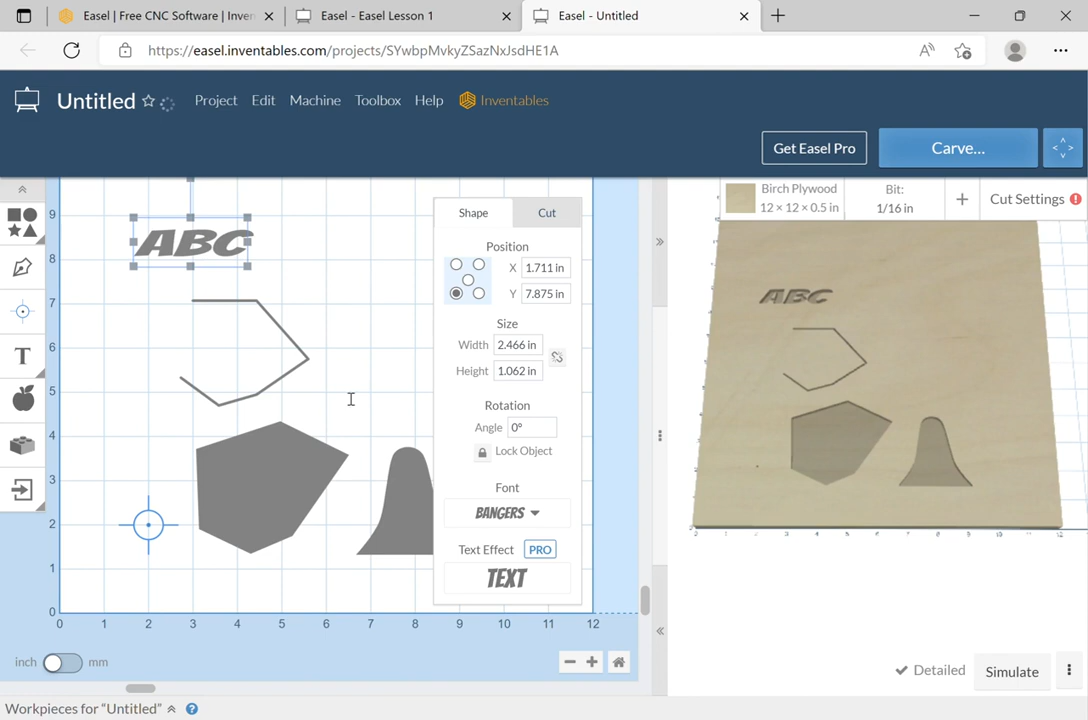 Easel | Free CNC Software | Inven
Easel - Easel Lesson 1
Easel - Untitled
https://easel.inventables.com/projects/SYwbpMvkyZSazNxJsdHE1A
Untitled
Project Edit Machine Toolbox Help Inventables
Get Easel Pro
Carve...
Birch Plywood
12 × 12 × 0.5 in
Bit:
1/16 in
Cut Settings
ABC
Shape Cut
Position
X 1.711 in
Y 7.875 in
Size
Width 2.466 in
Height 1.062 in
Rotation
Angle 0°
Lock Object
Font
BANGERS
Text Effect PRO
TEXT
T
9
8
7
6
5
4
3
2
1
0
0 1 2 3 4 5 6 7 8 9 10 11 12
ABC
inch mm
Detailed
Simulate
Workpieces for “Untitled”